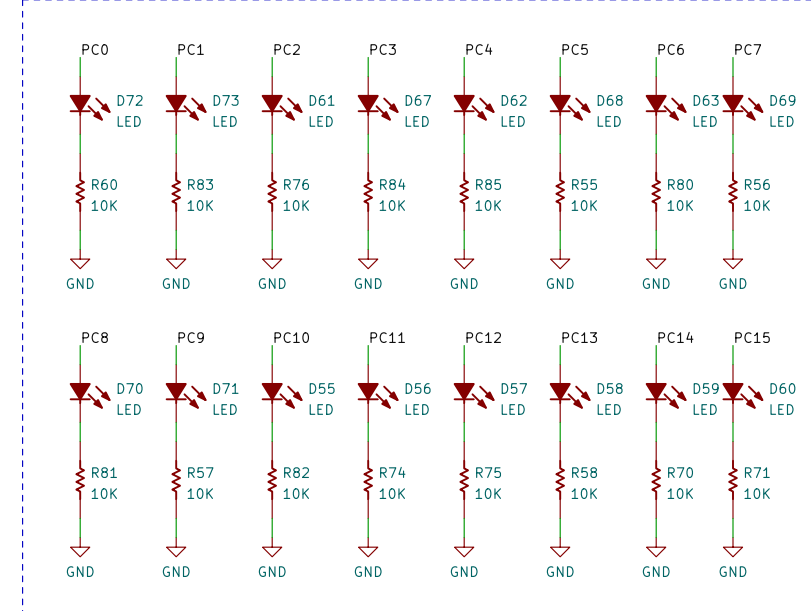 PC0 PC1 PC2 PC3 PC4 PC5 PC6 PC7
D72 D73 D61 D67 D62 D68 D63 D69
LED LED LED LED LED LED LED LED
R60 R83 R76 R84 R85 R55 R80 R56
10K 10K 10K 10K 10K 10K 10K 10K
GND GND GND GND GND GND GND GND
PC8 PC9 PC10 PC11 PC12 PC13 PC14 PC15
D70 D71 D55 D56 D57 D58 D59 D60
LED LED LED LED LED LED LED LED
R81 R57 R82 R74 R75 R58 R70 R71
10K 10K 10K 10K 10K 10K 10K 10K
GND GND GND GND GND GND GND GND